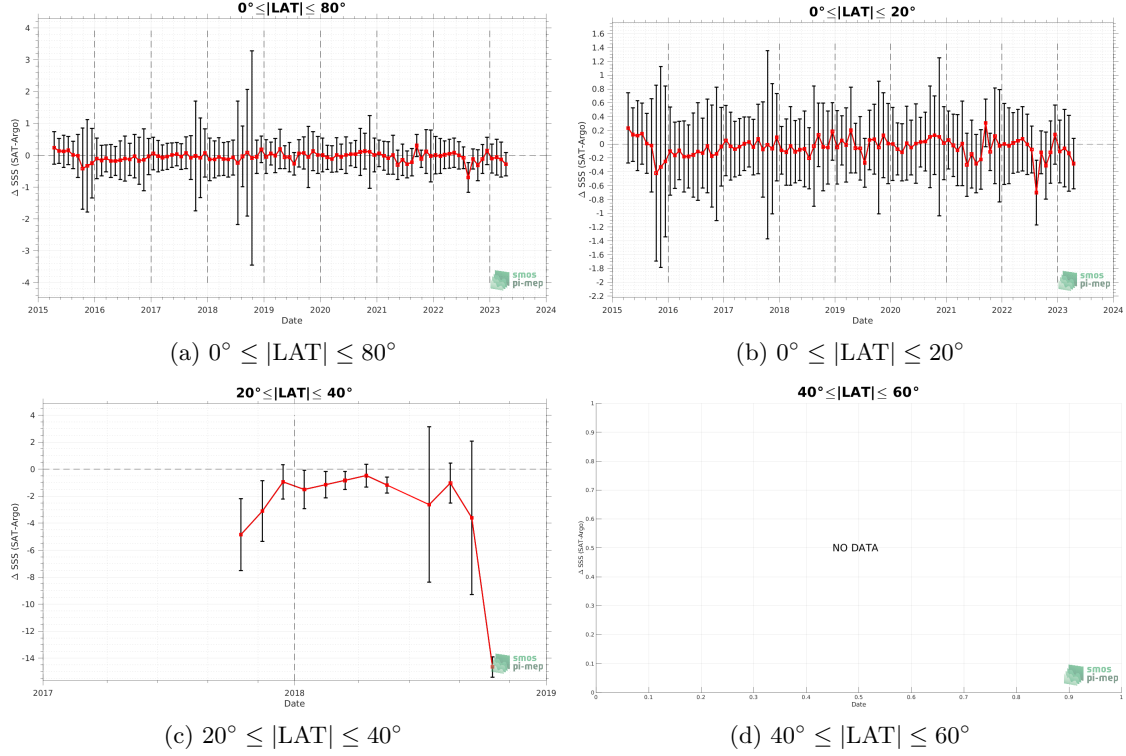 0°≤|LAT|≤ 80°
4
3
2
1
0
-1
-2
-3
-4
Δ SSS (SAT-Argo)
2015 2016 2017 2018 2019 2020 2021 2022 2023 2024
Date
smos
pi-mep
(a) 0° ≤ |LAT| ≤ 80°
0°≤|LAT|≤ 20°
1.6
1.4
1.2
1
0.8
0.6
0.4
0.2
0
-0.2
-0.4
-0.6
-0.8
-1
-1.2
-1.4
-1.6
-1.8
-2
-2.2
Δ SSS (SAT-Argo)
2015 2016 2017 2018 2019 2020 2021 2022 2023 2024
Date
smos
pi-mep
(b) 0° ≤ |LAT| ≤ 20°
20°≤|LAT|≤ 40°
4
2
0
-2
-4
-6
-8
-10
-12
-14
Δ SSS (SAT-Argo)
2017 2018 2019
Date
smos
pi-mep
(c) 20° ≤ |LAT| ≤ 40°
40°≤|LAT|≤ 60°
1
0.9
0.8
0.7
0.6
0.5
0.4
0.3
0.2
0.1
0
Δ SSS (SAT-Argo)
NO DATA
0 0.1 0.2 0.3 0.4 0.5 0.6 0.7 0.8 0.9 1
Date
smos
pi-mep
(d) 40° ≤ |LAT| ≤ 60°